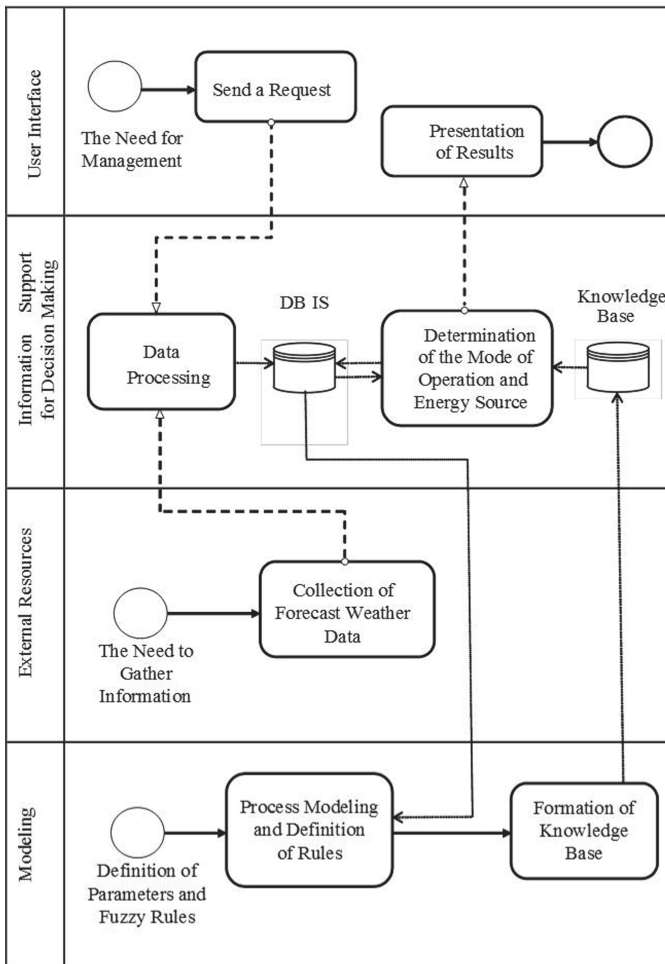 User Interface
Send a Request
The Need for
Management
Presentation
of Results
Information Support
for Decision Making
DB IS
Knowledge
Base
Data
Processing
Determination
of the Mode of
Operation and
Energy Source
External Resources
Collection of
Forecast Weather
Data
The Need to
Gather
Information
Modeling
Process Modeling
and Definition
of Rules
Formation of
Knowledge
Base
Definition of
Parameters and
Fuzzy Rules